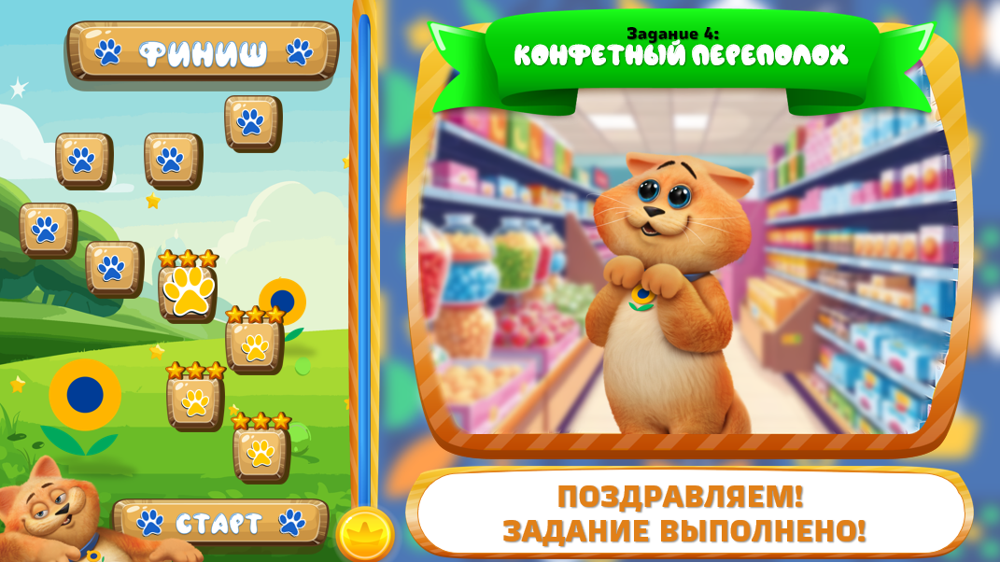 ФИНИШ
СТАРТ
Задание 4:
КОНФЕТНЫЙ ПЕРЕПОЛОХ
ПОЗДРАВЛЯЕМ!
ЗАДАНИЕ ВЫПОЛНЕНО!